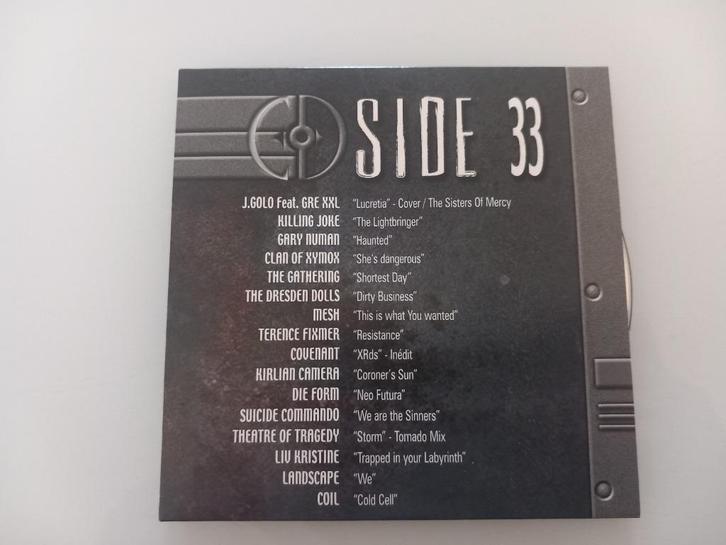 SIDE 33
J.GOLO Feat. GRE XXL "Lucretia" - Cover / The Sisters Of Mercy
KILLING JOKE "The Lightbringer"
GARY NUMAN "Haunted"
CLAN OF XYMOX "She's dangerous"
THE GATHERING "Shortest Day"
THE DRESDEN DOLLS "Dirty Business"
MESH "This is what You wanted"
TERENCE FIXMER "Resistance"
COVENANT "XRds" - Inédit
KIRLIAN CAMERA "Coroner's Sun"
DIE FORM "Neo Futura"
SUICIDE COMMANDO "We are the Sinners"
THEATRE OF TRAGEDY "Storm" - Tornado Mix
LIV KRISTINE "Trapped in your Labyrinth"
LANDSCAPE "We"
COIL "Cold Cell"